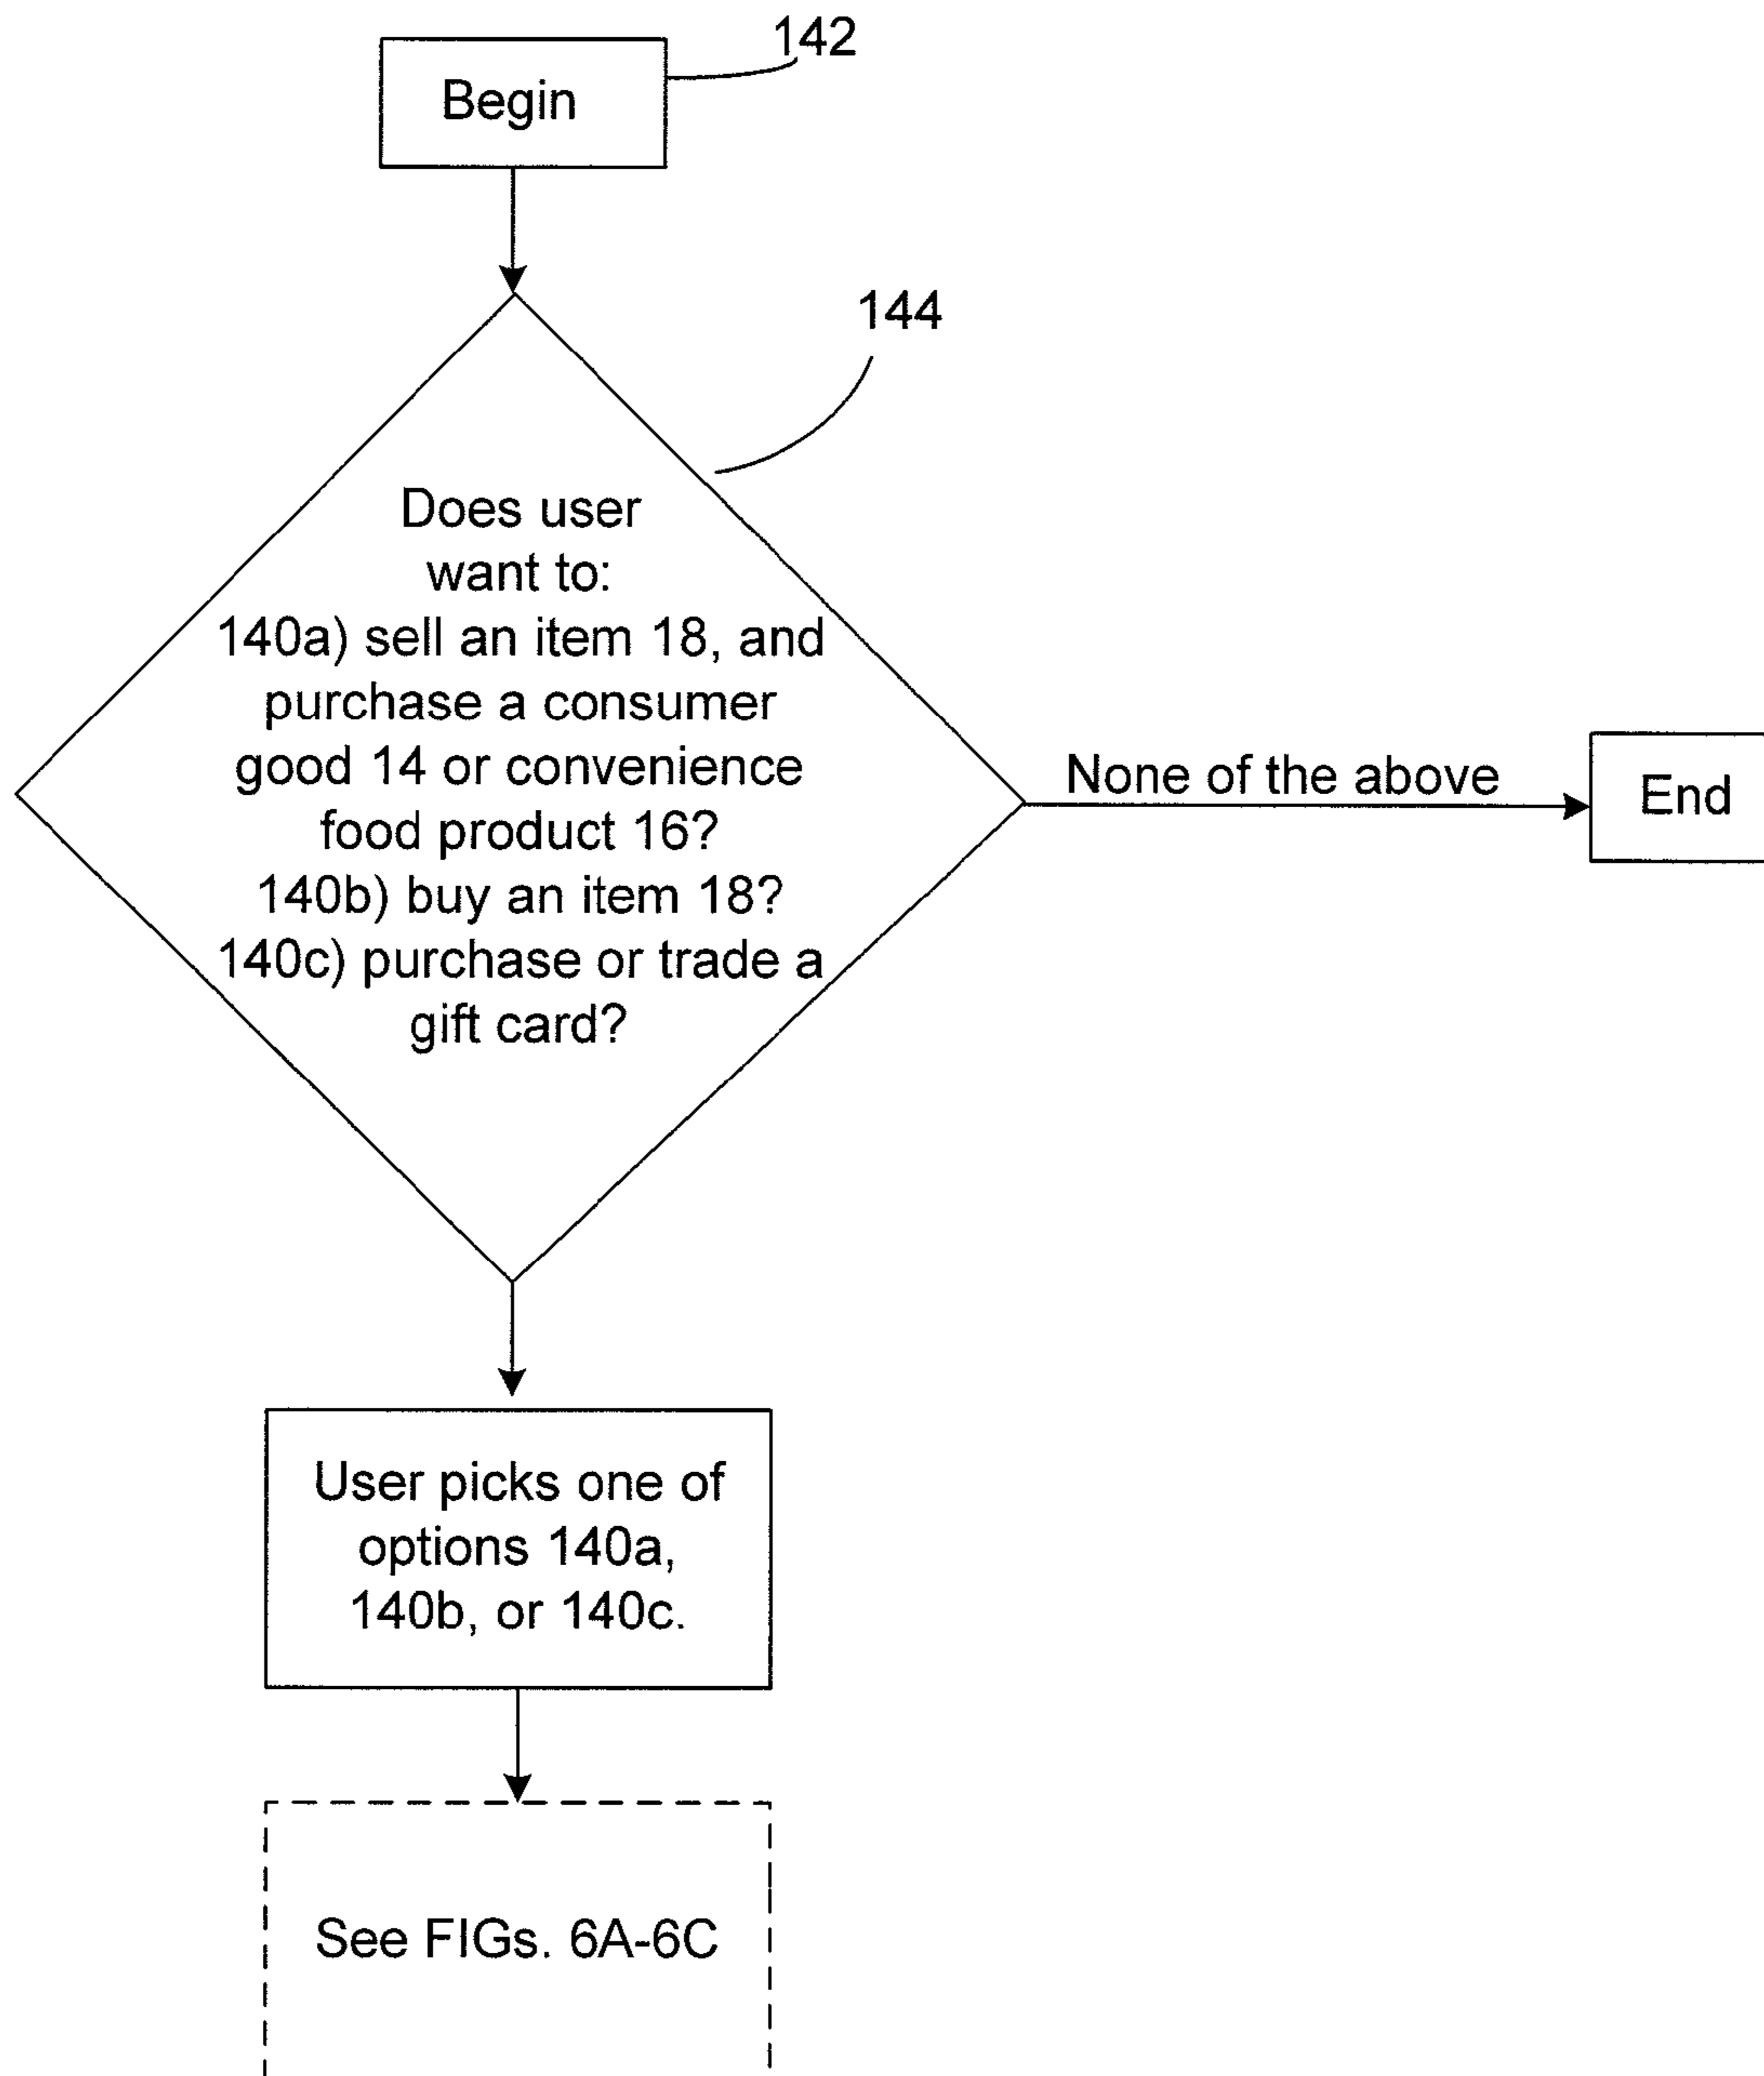 142
Begin
144
Does user
want to:
140a) sell an item 18, and
purchase a consumer
good 14 or convenience
food product 16?
140b) buy an item 18?
140c) purchase or trade a
gift card?
None of the above
End
User picks one of
options 140a,
140b, or 140c.
See FIGs. 6A-6C